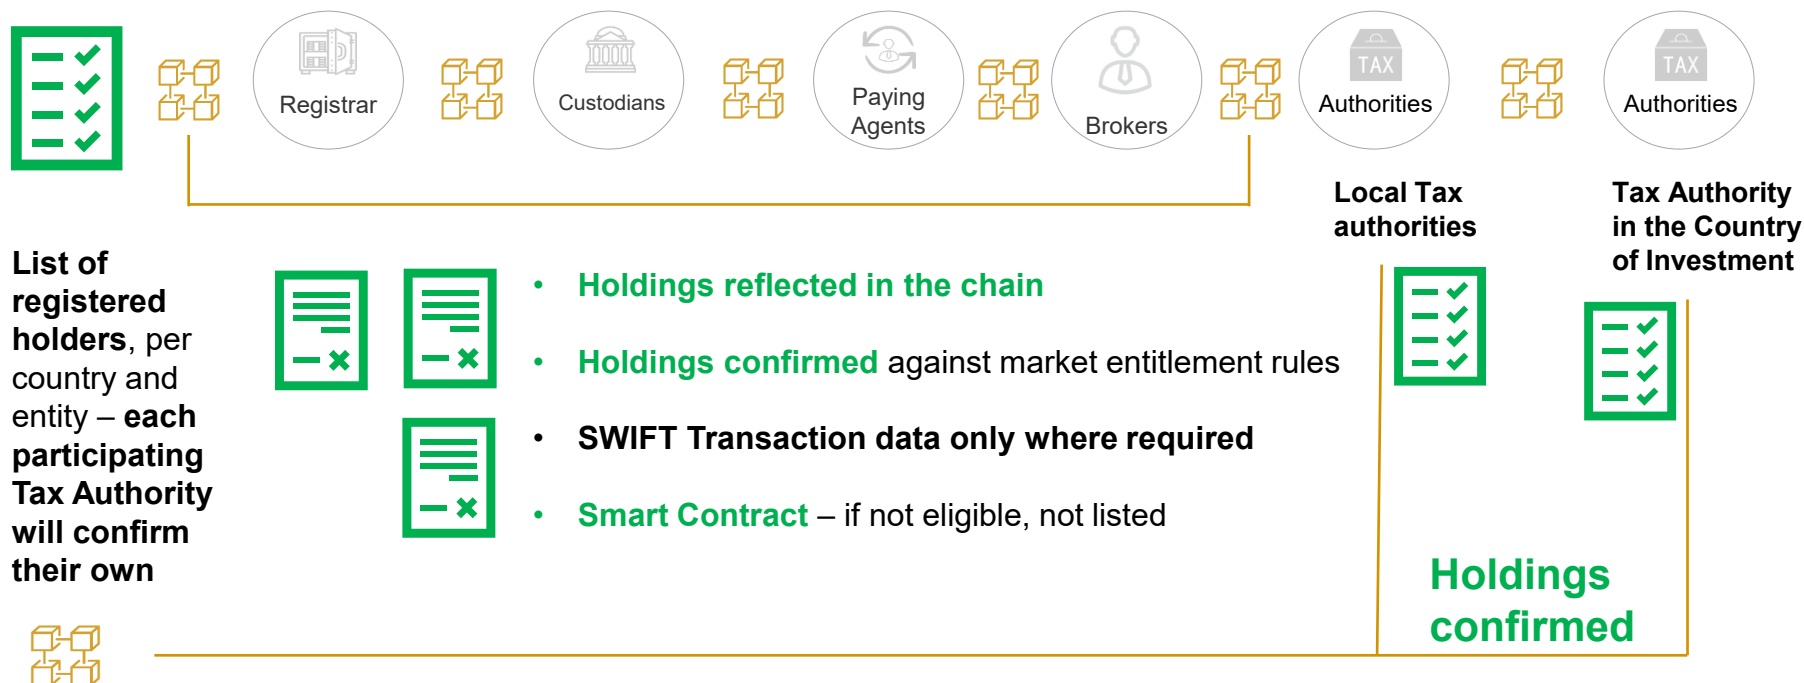 Registrar
Custodians
Paying
Agents
Brokers
TAX
Authorities
TAX
Authorities
Local Tax
authorities
Tax Authority
in the Country
of Investment
List of
registered
holders, per
country and
entity – each
participating
Tax Authority
will confirm
their own
• Holdings reflected in the chain
• Holdings confirmed against market entitlement rules
• SWIFT Transaction data only where required
• Smart Contract – if not eligible, not listed
Holdings
confirmed